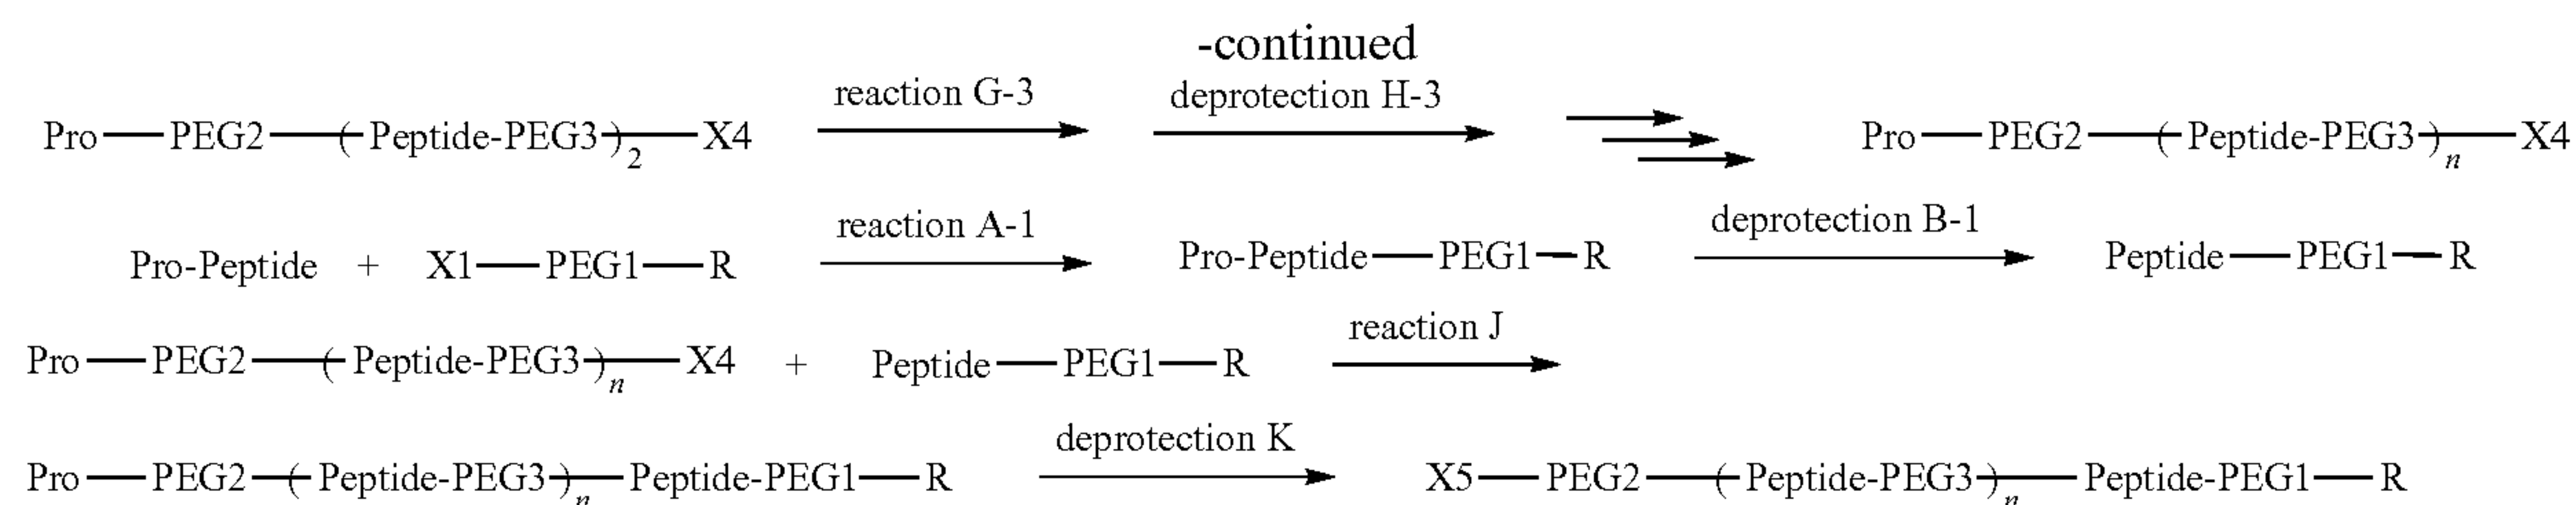 -continued
reaction G-3 deprotection H-3
Pro—PEG2—(Peptide-PEG3)2—X4 Pro—PEG2—(Peptide-PEG3)n—X4
reaction A-1 deprotection B-1
Pro-Peptide + X1—PEG1—R Pro-Peptide—PEG1—R Peptide—PEG1—R
reaction J
Pro—PEG2—(Peptide-PEG3)n—X4 + Peptide—PEG1—R
deprotection K
Pro—PEG2—(Peptide-PEG3)n—Peptide-PEG1—R X5—PEG2—(Peptide-PEG3)n—Peptide-PEG1—R